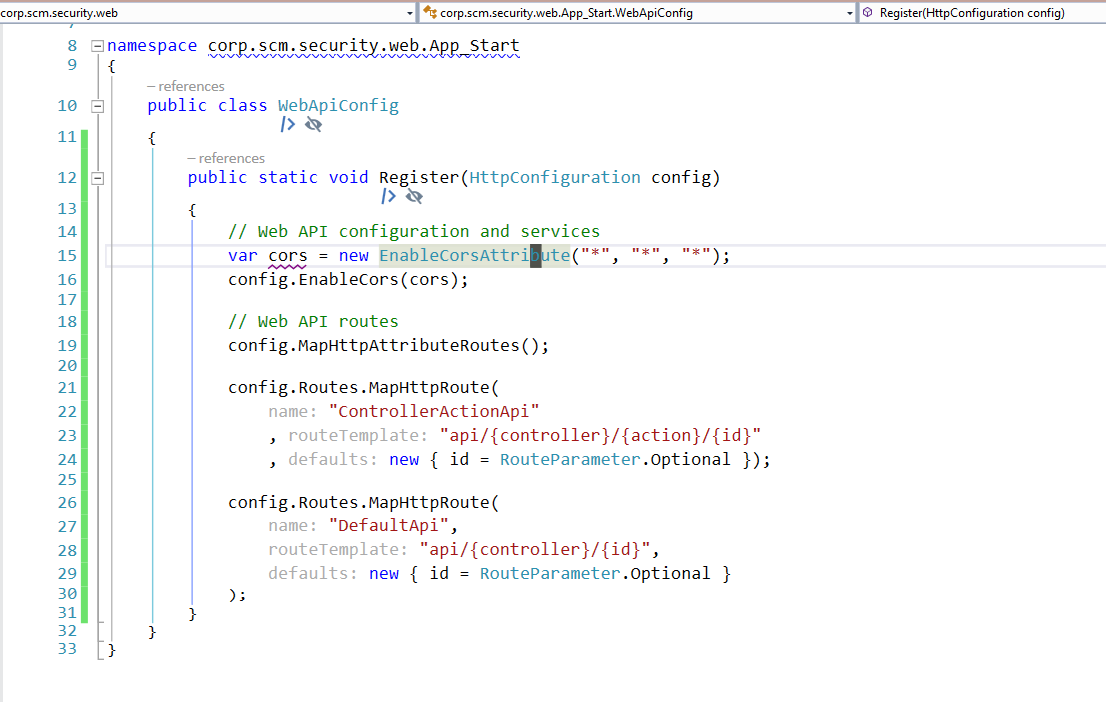 corp.scm.security.web
corp.scm.security.web.App_Start.WebApiConfig
Register(HttpConfiguration config)
8 namespace corp.scm.security.web.App_Start
9 {
– references
10 public class WebApiConfig
11 {
– references
12 public static void Register(HttpConfiguration config)
13 {
14 // Web API configuration and services
15 var cors = new EnableCorsAttribute("*", "*", "*");
16 config.EnableCors(cors);
17
18 // Web API routes
19 config.MapHttpAttributeRoutes();
20
21 config.Routes.MapHttpRoute(
22 name: "ControllerActionApi"
23 , routeTemplate: "api/{controller}/{action}/{id}"
24 , defaults: new { id = RouteParameter.Optional });
25
26 config.Routes.MapHttpRoute(
27 name: "DefaultApi",
28 routeTemplate: "api/{controller}/{id}",
29 defaults: new { id = RouteParameter.Optional }
30 );
31 }
32 }
33 }